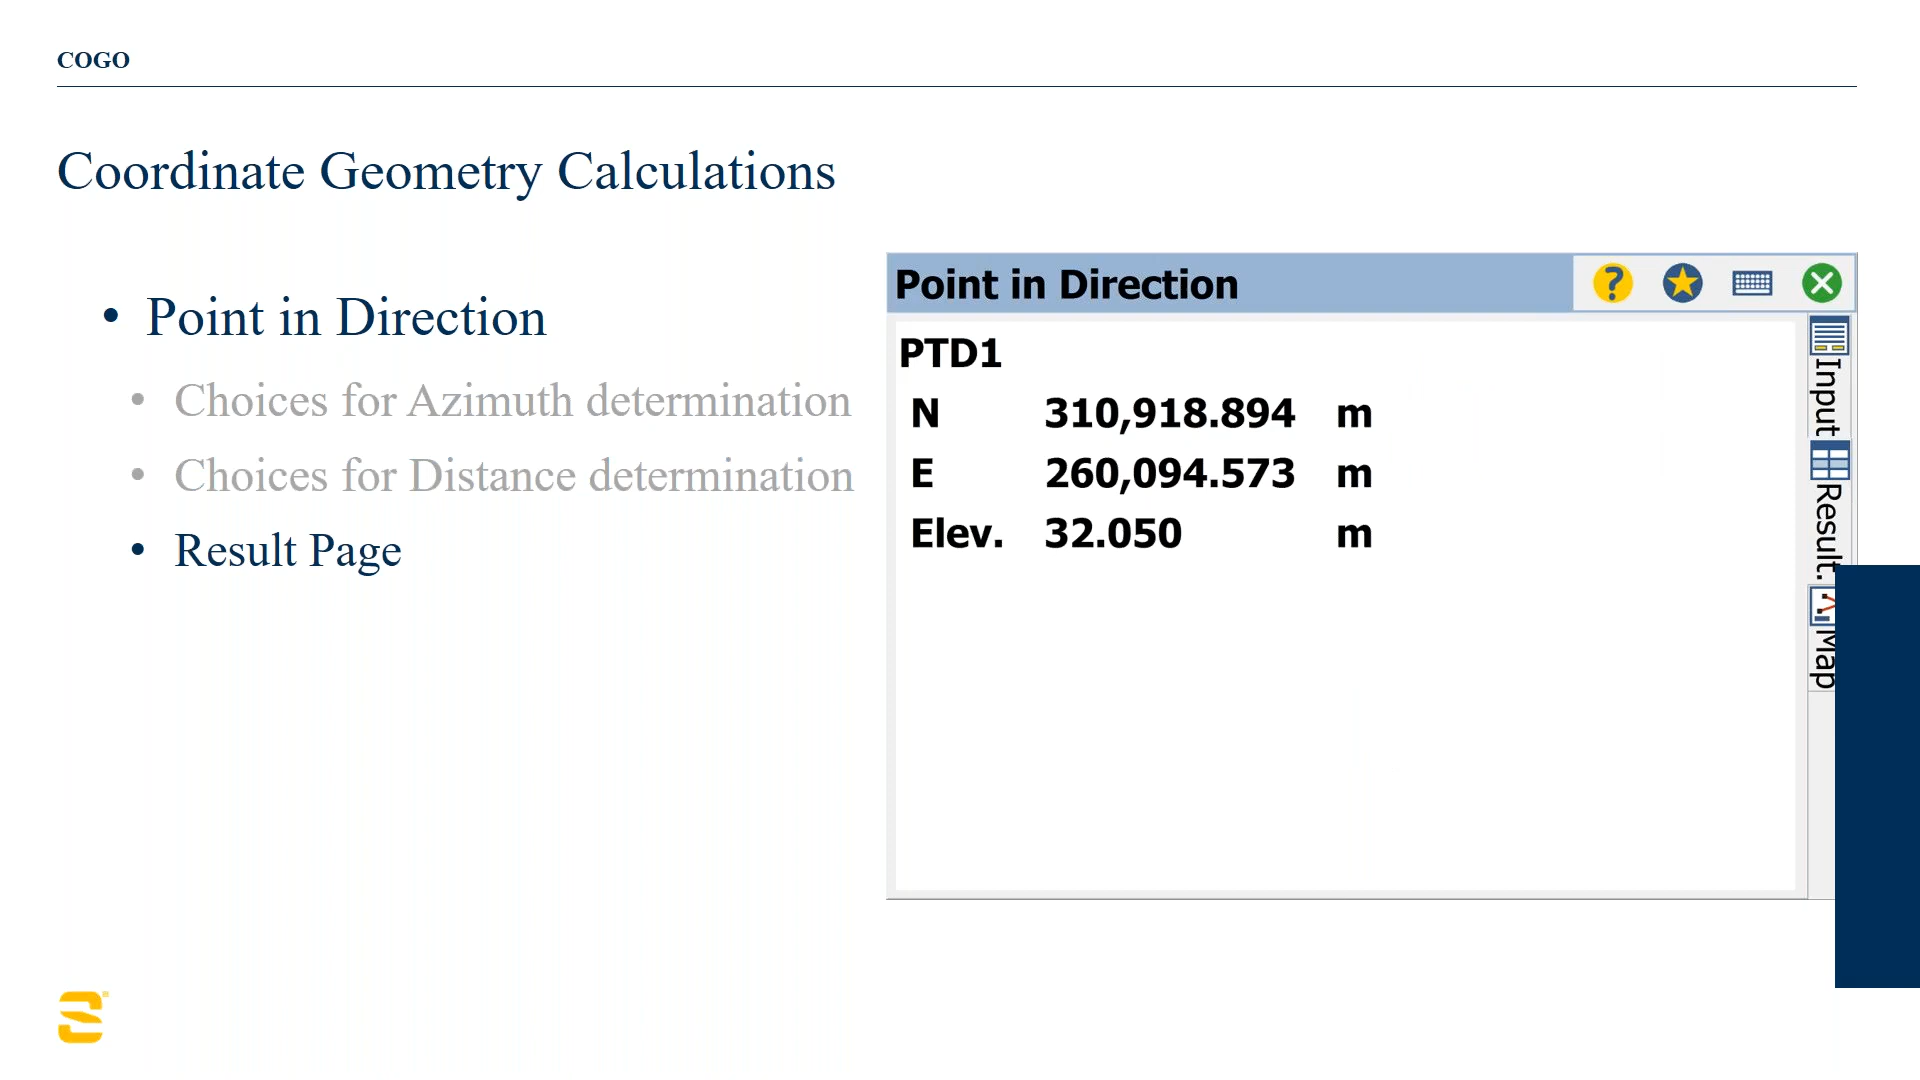 COGO
Coordinate Geometry Calculations
• Point in Direction
• Choices for Azimuth determination
• Choices for Distance determination
• Result Page
Point in Direction
PTD1
N 310,918.894 m
E 260,094.573 m
Elev. 32.050 m
Input
Result.
Map